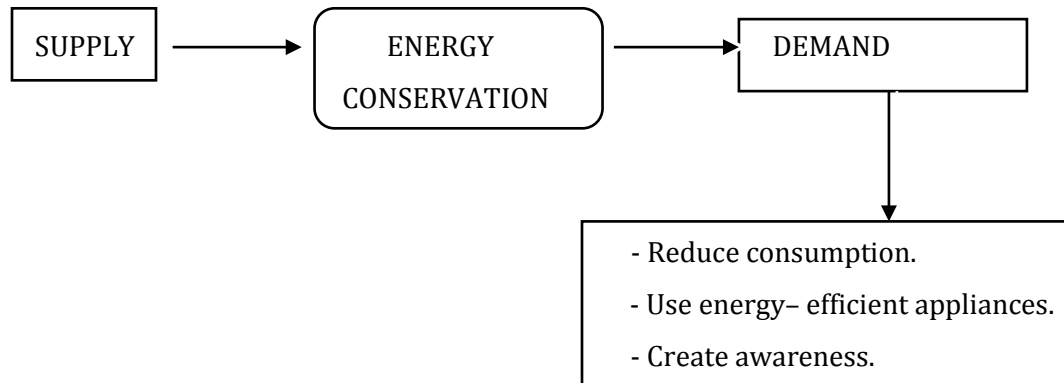 SUPPLY
ENERGY
CONSERVATION
DEMAND
- Reduce consumption.
- Use energy– efficient appliances.
- Create awareness.